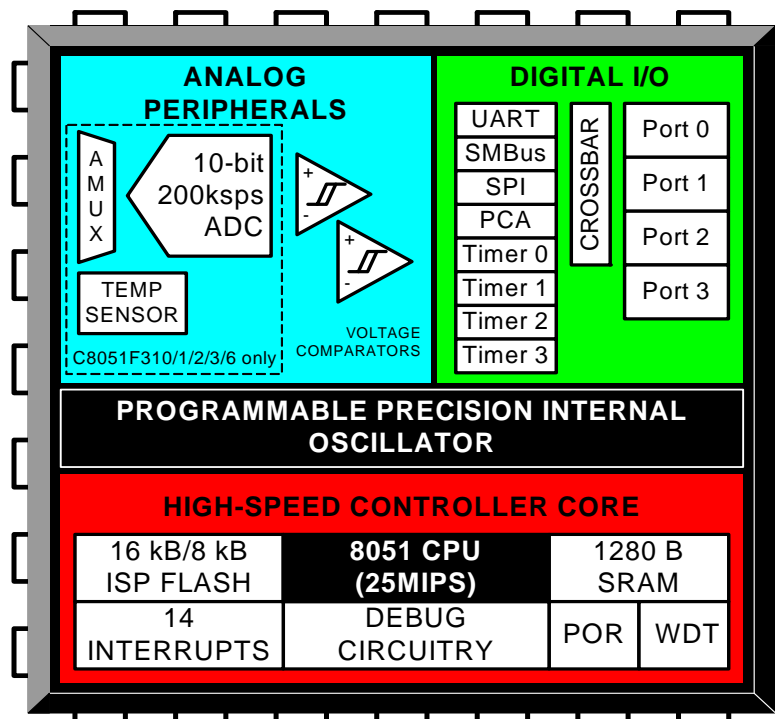 ANALOG
PERIPHERALS
A
M
U
X
10-bit
200ksps
ADC
+
-
+
-
TEMP
SENSOR
VOLTAGE
COMPARATORS
C8051F310/1/2/3/6 only
DIGITAL I/O
UART
SMBus
SPI
PCA
Timer 0
Timer 1
Timer 2
Timer 3
CROSSBAR
Port 0
Port 1
Port 2
Port 3
PROGRAMMABLE PRECISION INTERNAL
OSCILLATOR
HIGH-SPEED CONTROLLER CORE
16 kB/8 kB
ISP FLASH
8051 CPU
(25MIPS)
1280 B
SRAM
14
INTERRUPTS
DEBUG
CIRCUITRY
POR
WDT